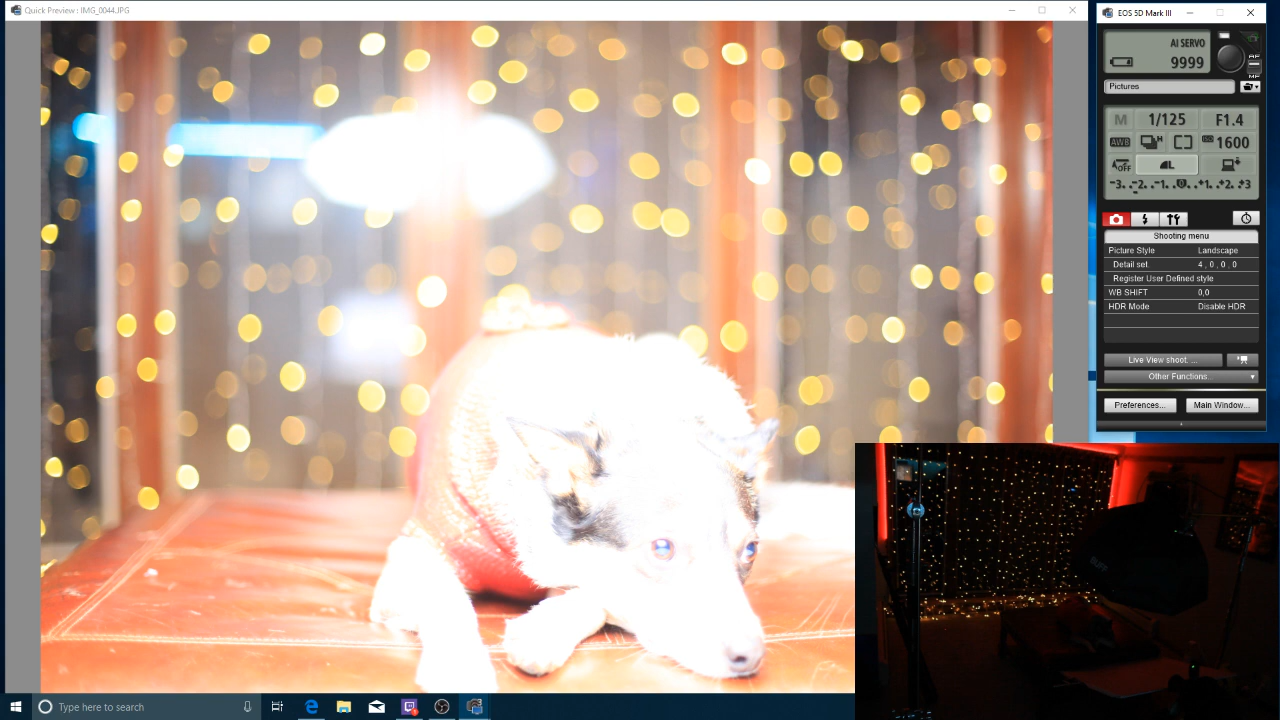 Quick Preview : IMG_0044.JPG
EOS 5D Mark III
AI SERVO
9999
AF
MF
Pictures
M 1/125 F1.4
AWB H ISO 1600
OFF L
-3..-2..-1..0..+1..+2..+3
Shooting menu
Picture Style Landscape
Detail set. 4 , 0 , 0 , 0
Register User Defined style
WB SHIFT 0,0
HDR Mode Disable HDR
Live View shoot. ...
Other Functions...
Preferences... Main Window...
Type here to search